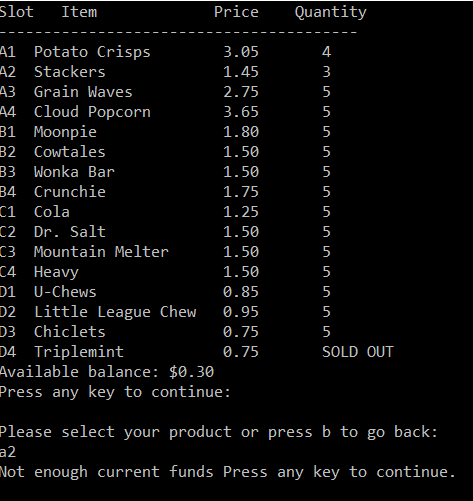 Slot Item Price Quantity
----------------------------------------
A1 Potato Crisps 3.05 4
A2 Stackers 1.45 3
A3 Grain Waves 2.75 5
A4 Cloud Popcorn 3.65 5
B1 Moonpie 1.80 5
B2 Cowtales 1.50 5
B3 Wonka Bar 1.50 5
B4 Crunchie 1.75 5
C1 Cola 1.25 5
C2 Dr. Salt 1.50 5
C3 Mountain Melter 1.50 5
C4 Heavy 1.50 5
D1 U-Chews 0.85 5
D2 Little League Chew 0.95 5
D3 Chiclets 0.75 5
D4 Triplemint 0.75 SOLD OUT
Available balance: $0.30
Press any key to continue:
Please select your product or press b to go back:
a2
Not enough current funds Press any key to continue.